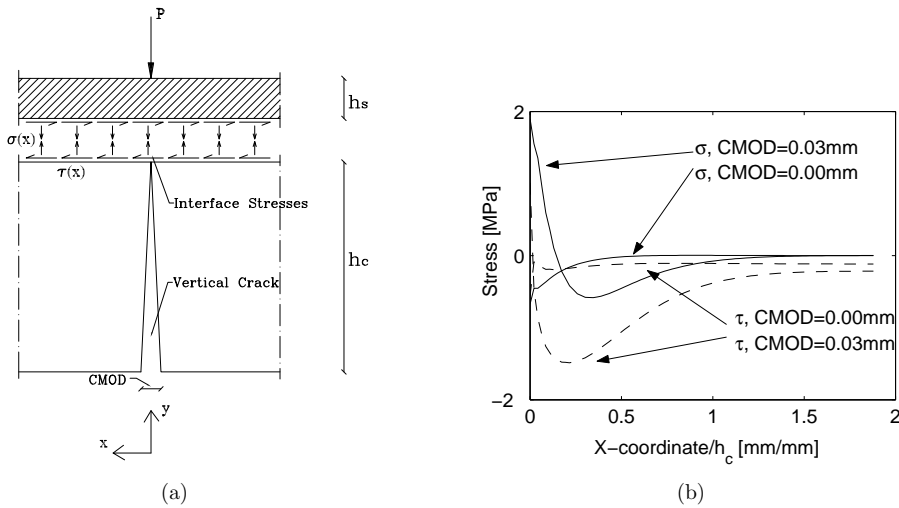 P
hs
σ(x)
τ(x)
Interface Stresses
hc
Vertical Crack
CMOD
y
x
(a)
2
σ, CMOD=0.03mm
σ, CMOD=0.00mm
0
Stress [MPa]
τ, CMOD=0.00mm
τ, CMOD=0.03mm
−2
0 0.5 1 1.5 2
X−coordinate/h_c [mm/mm]
(b)